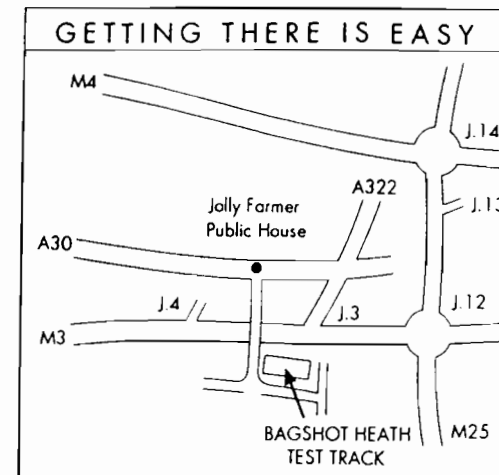 GETTING THERE IS EASY
M4
J.14
A322
J.13
Jolly Farmer
Public House
A30
J.4
J.3
J.12
M3
M25
BAGSHOT HEATH
TEST TRACK